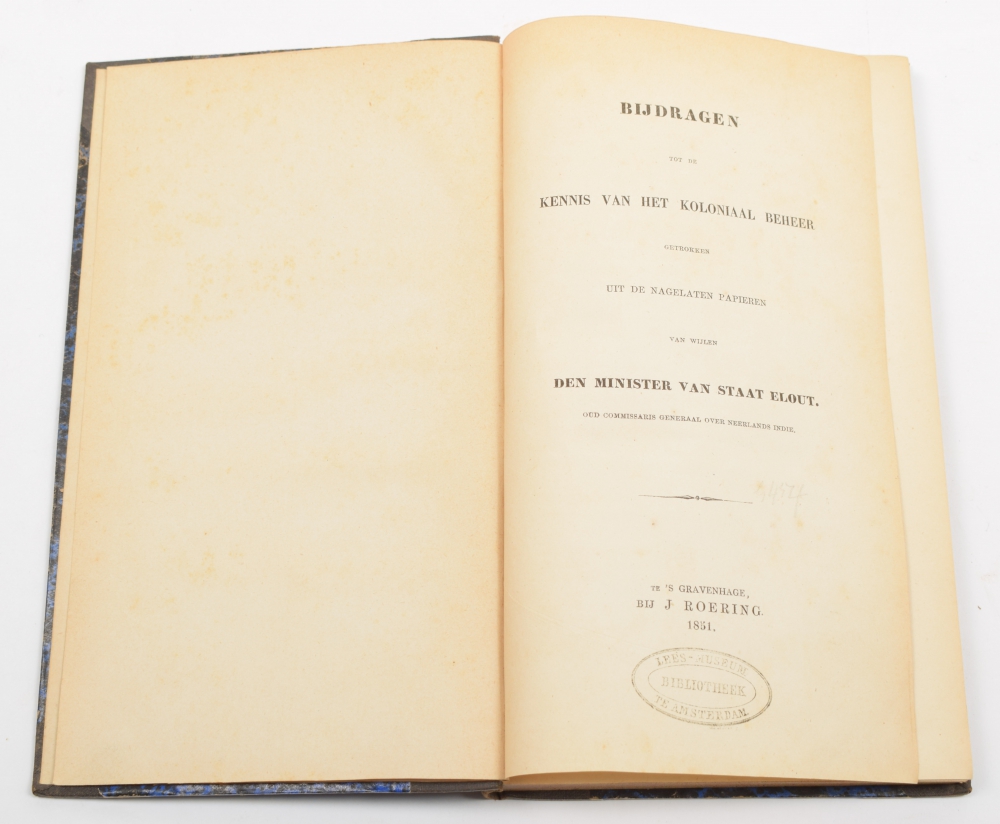 BIJDRAGEN
TOT DE
KENNIS VAN HET KOLONIAAL BEHEER
GETROKKEN
UIT DE NAGELATEN PAPIEREN
VAN WIJLEN
DEN MINISTER VAN STAAT ELOUT.
OUD COMMISSARIS GENERAAL OVER NEERLANDS INDIE.
TE 'S GRAVENHAGE,
BIJ J ROERING.
1851.
LEES-MUSEUM
BIBLIOTHEEK
TE AMSTERDAM